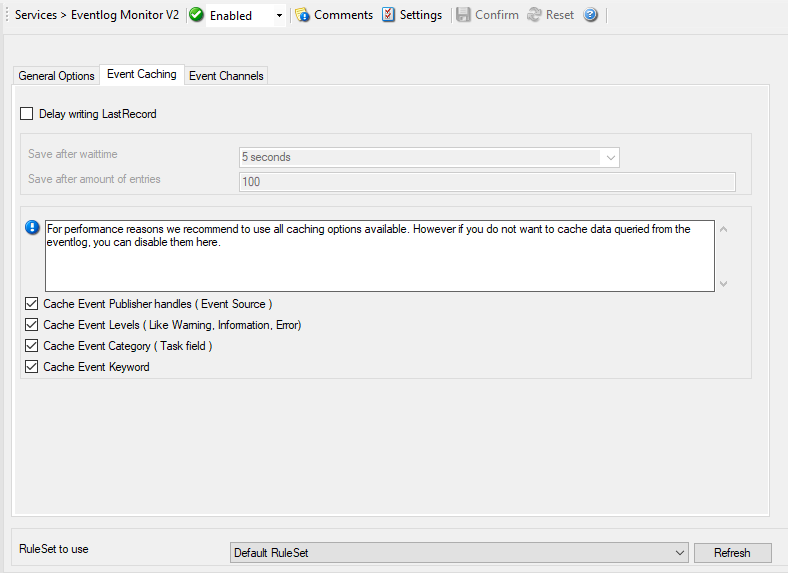 Services > Eventlog Monitor V2 Enabled Comments Settings Confirm Reset
General Options Event Caching Event Channels
Delay writing LastRecord
Save after waittime 5 seconds
Save after amount of entries 100
For performance reasons we recommend to use all caching options available. However if you do not want to cache data queried from the
eventlog, you can disable them here.
Cache Event Publisher handles ( Event Source )
Cache Event Levels ( Like Warning, Information, Error)
Cache Event Category ( Task field )
Cache Event Keyword
RuleSet to use Default RuleSet Refresh